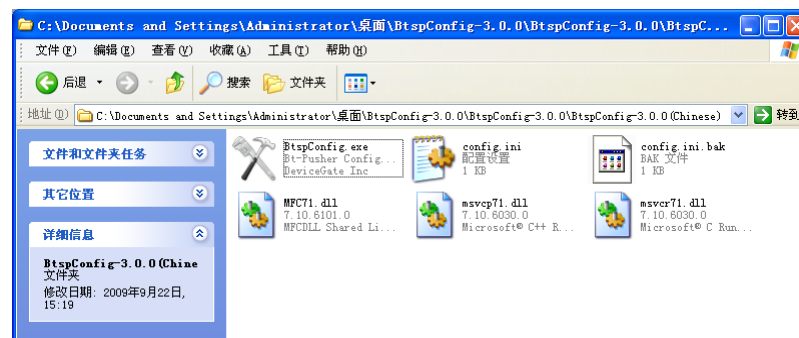 C:\Documents and Settings\Administrator\桌面\BtspConfig-3.0.0\BtspConfig-3.0.0\BtspC...
文件(F) 编辑(E) 查看(V) 收藏(A) 工具(T) 帮助(H)
后退 搜索 文件夹
地址(D) C:\Documents and Settings\Administrator\桌面\BtspConfig-3.0.0\BtspConfig-3.0.0\BtspConfig-3.0.0(Chinese) 转到
文件和文件夹任务
其它位置
详细信息
BtspConfig-3.0.0(Chine
文件夹
修改日期: 2009年9月22日,
15:19
BtspConfig.exe
Bt-Pusher Config...
DeviceGate Inc
config.ini
配置设置
1 KB
config.ini.bak
BAK 文件
1 KB
MFC71.dll
7.10.6101.0
MFCDLL Shared Li...
msvcp71.dll
7.10.6030.0
Microsoft® C++ R...
msvcr71.dll
7.10.6030.0
Microsoft® C Run...